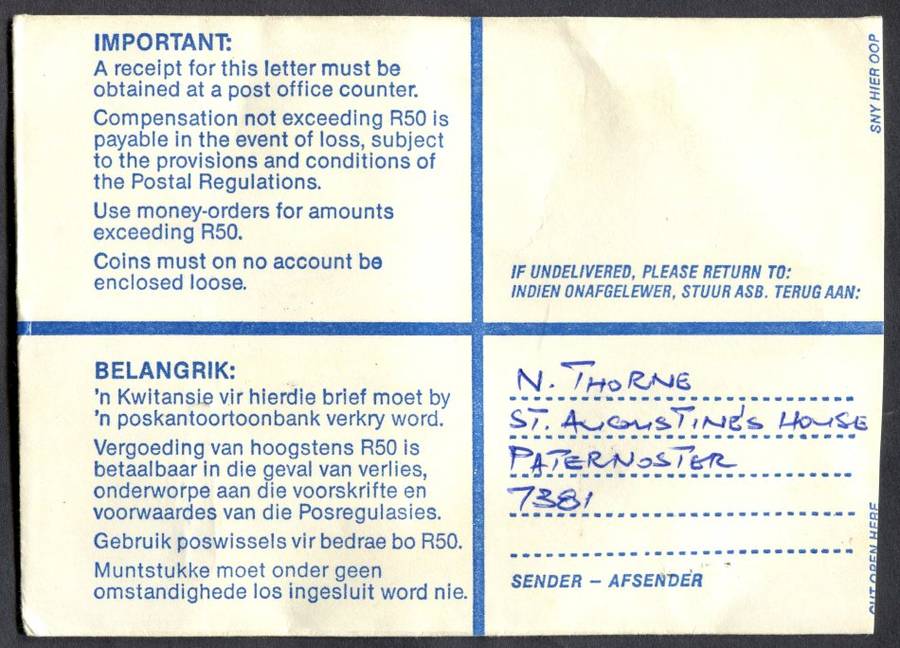 IMPORTANT:
A receipt for this letter must be
obtained at a post office counter.
Compensation not exceeding R50 is
payable in the event of loss, subject
to the provisions and conditions of
the Postal Regulations.
Use money-orders for amounts
exceeding R50.
Coins must on no account be
enclosed loose.
BELANGRIK:
'n Kwitansie vir hierdie brief moet by
'n poskantoortoonbank verkry word.
Vergoeding van hoogstens R50 is
betaalbaar in die geval van verlies,
onderworpe aan die voorskrifte en
voorwaardes van die Posregulasies.
Gebruik poswissels vir bedrae bo R50.
Muntstukke moet onder geen
omstandighede los ingesluit word nie.
SNY HIER OOP
IF UNDELIVERED, PLEASE RETURN TO:
INDIEN ONAFGELEWER, STUUR ASB. TERUG AAN:
N. THORNE
ST. AUGUSTINE'S HOUSE
PATERNOSTER
7381
SENDER – AFSENDER
CUT OPEN HERE